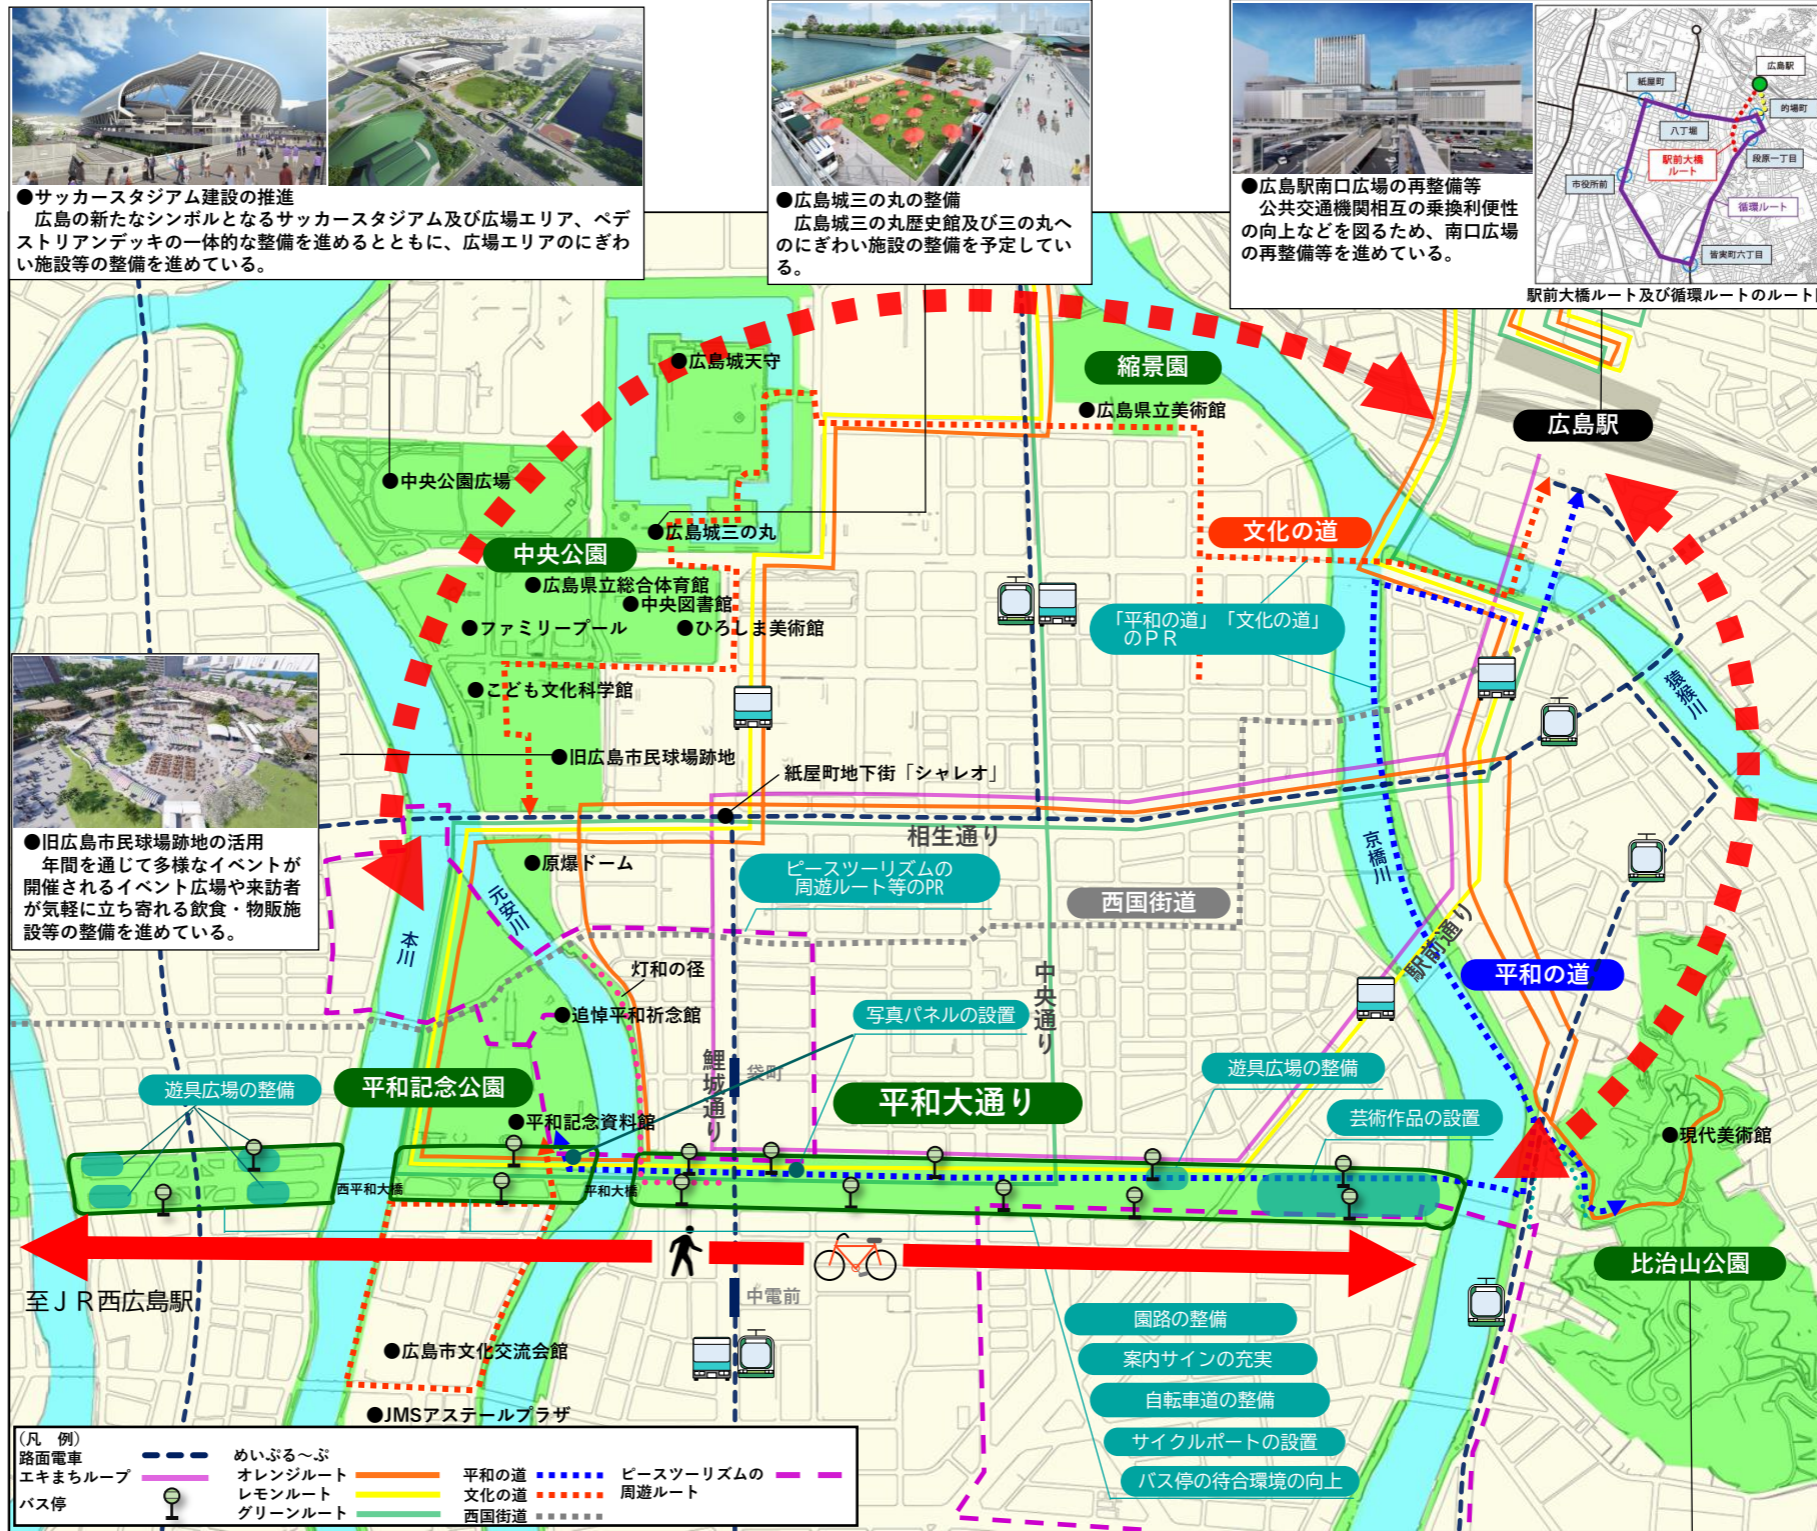 ●サッカースタジアム建設の推進
広島の新たなシンボルとなるサッカースタジアム及び広場エリア、ペデ
ストリアンデッキの一体的な整備を進めるとともに、広場エリアのにぎわ
い施設等の整備を進めている。
●広島城三の丸の整備
広島城三の丸歴史館及び三の丸へ
のにぎわい施設の整備を予定してい
る。
●広島駅南口広場の再整備等
公共交通機関相互の乗換利便性
の向上などを図るため、南口広場
の再整備等を進めている。
広島駅
紙屋町
的場町
八丁堀
駅前大橋
ルート
段原一丁目
市役所前
循環ルート
皆実町六丁目
駅前大橋ルート及び循環ルートのルート
●広島城天守
縮景園
●広島県立美術館
広島駅
●中央公園広場
●広島城三の丸
文化の道
中央公園
●広島県立総合体育館
●中央図書館
●ファミリープール
●ひろしま美術館
「平和の道」「文化の道」
のPR
●こども文化科学館
猿猴川
●旧広島市民球場跡地
紙屋町地下街「シャレオ」
●旧広島市民球場跡地の活用
年間を通じて多様なイベントが
開催されるイベント広場や来訪者
が気軽に立ち寄れる飲食・物販施
設等の整備を進めている。
相生通り
●原爆ドーム
ピースツーリズムの
周遊ルート等のPR
京橋川
元安川
西国街道
本川
駅前通り
灯和の径
中央通り
平和の道
●追悼平和祈念館
写真パネルの設置
鯉城通り
袋町
遊具広場の整備
遊具広場の整備
平和記念公園
平和大通り
芸術作品の設置
●平和記念資料館
●現代美術館
西平和大橋
平和大橋
比治山公園
至ＪＲ西広島駅
中電前
園路の整備
●広島市文化交流会館
案内サインの充実
自転車道の整備
●JMSアステールプラザ
サイクルポートの設置
バス停の待合環境の向上
(凡 例)
路面電車
エキまちループ
バス停
めいぷる～ぷ
オレンジルート
レモンルート
グリーンルート
平和の道
文化の道
西国街道
ピースツーリズムの
周遊ルート